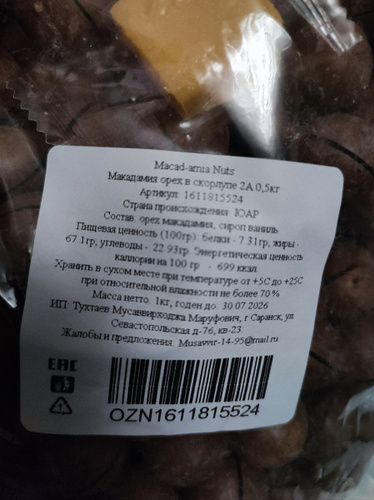 Macad-amia Nuts
Макадамия орех в скорлупе 2А 0,5кг
Артикул: 1611815524
Страна происхождения: ЮАР
Состав: орех макадамия, сироп ваниль
Пищевая ценность (100гр): белки - 7.31гр, жиры -
67.1гр, углеводы - 22.93гр. Энергетическая ценность
каллории на 100 гр - 699 ккал.
Хранить в сухом месте при температуре от +5С до +25С
при относительной влажности не более 70%
Масса нетто: 1кг, годен до: 30.07.2026
ИП: Тухтаев Мусаввирходжа Маруфович, г Саранск, ул
Севастопольская д-76, кв-23.
Жалобы и предложения: Musavvir-14-95@mail.ru
EAC
OZN1611815524